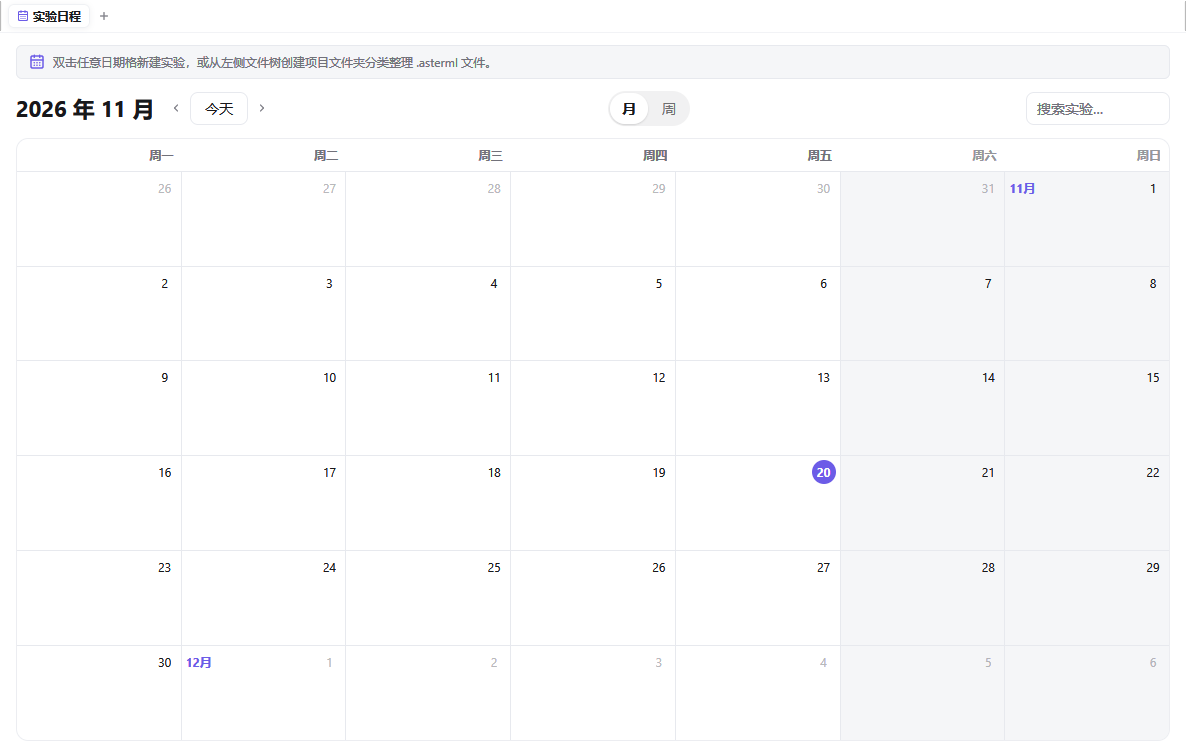 实验日程 +
双击任意日期格新建实验，或从左侧文件树创建项目文件夹分类整理 .asterml 文件。
2026 年 11 月 ‹ 今天 › 月 周 搜索实验...
周一 周二 周三 周四 周五 周六 周日
26 27 28 29 30 31 11月 1
2 3 4 5 6 7 8
9 10 11 12 13 14 15
16 17 18 19 20 21 22
23 24 25 26 27 28 29
30 12月 1 2 3 4 5 6